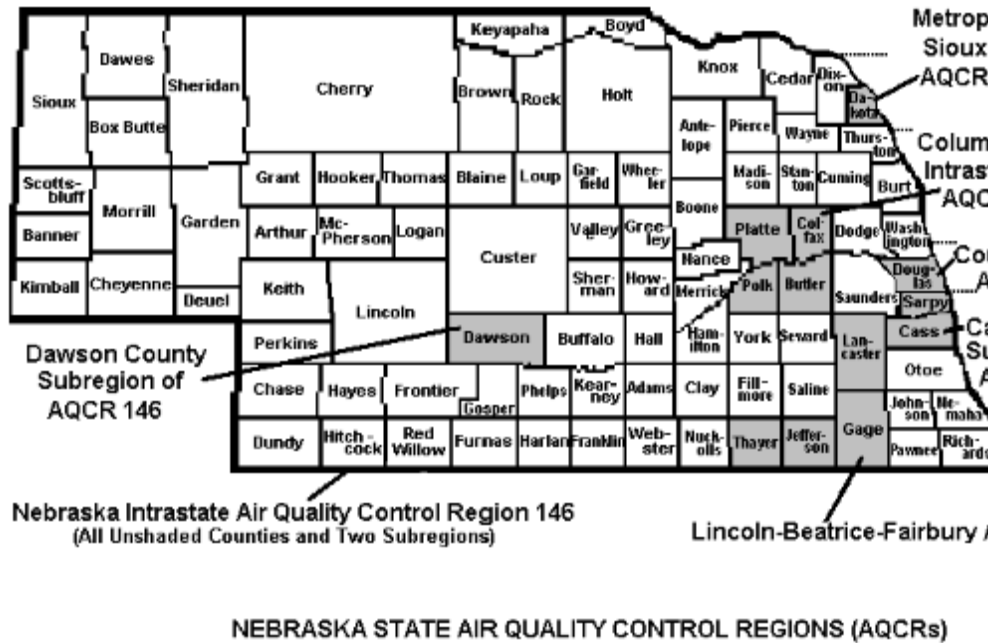 Metrop
Sioux
AQCR
Colum
Intrast
AQC
Cou
A
Ca
Su
A
Keyapaha
Boyd
Dawes
Sheridan
Cherry
Knox
Cedar
Dix-
on
Sioux
Brown
Rock
Holt
Da-
kota
Box Butte
Ante-
lope
Pierce
Wayne
Thurs-
ton
Scotts-
bluff
Grant
Hooker
Thomas
Blaine
Loup
Gar-
field
Whee-
ler
Madi-
son
Stan-
ton
Cuming
Burt
Morrill
Garden
Boone
Banner
Arthur
Mc-
Pherson
Logan
Custer
Valley
Gree-
ley
Platte
Col-
fax
Dodge
Wash-
ington
Nance
Kimball
Cheyenne
Deuel
Keith
Lincoln
Sher-
man
How-
ard
Merrick
Polk
Butler
Saunders
Doug-
las
Sarpy
Perkins
Dawson
Buffalo
Hall
Ham-
ilton
York
Seward
Lan-
caster
Cass
Otoe
Dawson County
Subregion of
AQCR 146
Chase
Hayes
Frontier
Gosper
Phelps
Kear-
ney
Adams
Clay
Fill-
more
Saline
John-
son
Ne-
maha
Dundy
Hitch-
cock
Red
Willow
Furnas
Harlan
Franklin
Web-
ster
Nuck-
olls
Thayer
Jeffer-
son
Gage
Pawnee
Rich-
ards
Nebraska Intrastate Air Quality Control Region 146
(All Unshaded Counties and Two Subregions)
Lincoln-Beatrice-Fairbury A
NEBRASKA STATE AIR QUALITY CONTROL REGIONS (AQCRs)